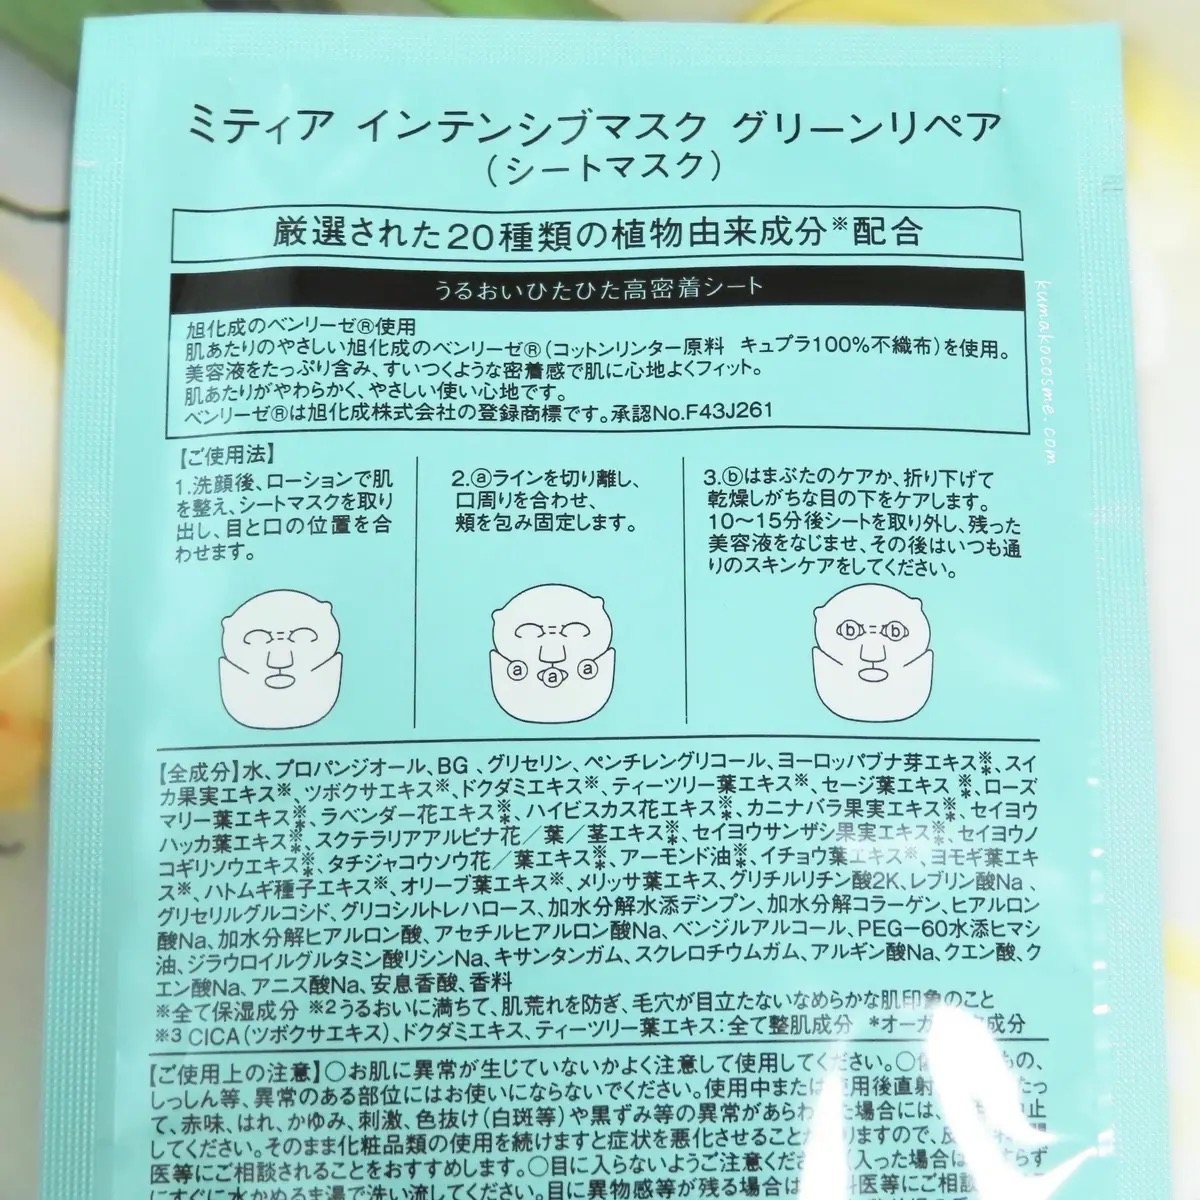 ミティア インテンシブマスク グリーンリペア
(シートマスク)
厳選された20種類の植物由来成分※配合
うるおいひたひた高密着シート
旭化成のベンリーゼ®使用
肌あたりのやさしい旭化成のベンリーゼ®(コットンリンター原料 キュプラ100%不織布)を使用。
美容液をたっぷり含み、すいつくような密着感で肌に心地よくフィット。
肌あたりがやわらかく、やさしい使い心地です。
ベンリーゼ®は旭化成株式会社の登録商標です。承認No.F43J261
kumakocosme.com
【ご使用法】
1.洗顔後、ローションで肌
を整え、シートマスクを取り
出し、目と口の位置を合
わせます。
2.ⓐラインを切り離し、
口周りを合わせ、
頬を包み固定します。
3.ⓑはまぶたのケアか、折り下げて
乾燥しがちな目の下をケアします。
10〜15分後シートを取り外し、残った
美容液をなじませ、その後はいつも通
りのスキンケアをしてください。
a a a
b b
【全成分】水、プロパンジオール、BG 、グリセリン、ペンチレングリコール、ヨーロッパブナ芽エキス※*、スイ
カ果実エキス※、ツボクサエキス※、ドクダミエキス※、ティーツリー葉エキス※、セージ葉エキス※*、ローズ
マリー葉エキス※*、ラベンダー花エキス※*、ハイビスカス花エキス※*、カニナバラ果実エキス※*、セイヨウ
ハッカ葉エキス※*、スクテラリアアルピナ花/葉/茎エキス※*、セイヨウサンザシ果実エキス※*、セイヨウノ
コギリソウエキス※*、タチジャコウソウ花/葉エキス※*、アーモンド油※*、イチョウ葉エキス※、ヨモギ葉エキ
ス※、ハトムギ種子エキス※、オリーブ葉エキス※、メリッサ葉エキス、グリチルリチン酸2K、レブリン酸Na 、
グリセリルグルコシド、グリコシルトレハロース、加水分解水添デンプン、加水分解コラーゲン、ヒアルロン
酸Na、加水分解ヒアルロン酸、アセチルヒアルロン酸Na、ベンジルアルコール、PEG-60水添ヒマシ
油、ジラウロイルグルタミン酸リシンNa、キサンタンガム、スクレロチウムガム、アルギン酸Na、クエン酸、ク
エン酸Na、アニス酸Na、安息香酸、香料
※全て保湿成分 ※2うるおいに満ちて、肌荒れを防ぎ、毛穴が目立たないなめらかな肌印象のこと
※3 CICA(ツボクサエキス)、ドクダミエキス、ティーツリー葉エキス:全て整肌成分 *オーガ 成分
【ご使用上の注意】○お肌に異常が生じていないかよく注意して使用してください。○ もの、
しっしん等、異常のある部位にはお使いにならないでください。使用中または使用後直射 たっ
て、赤味、はれ、かゆみ、刺激、色抜け(白斑等)や黒ずみ等の異常があらわれた場合には、 中止
してください。そのまま化粧品類の使用を続けますと症状を悪化させることがありますので、皮
医等にご相談されることをおすすめします。○目に入らないようご注意くだ 入った場合は らず
にすぐに水かぬるま湯で洗い流してください。目に異物感等が残る場合は 科医等にご相談